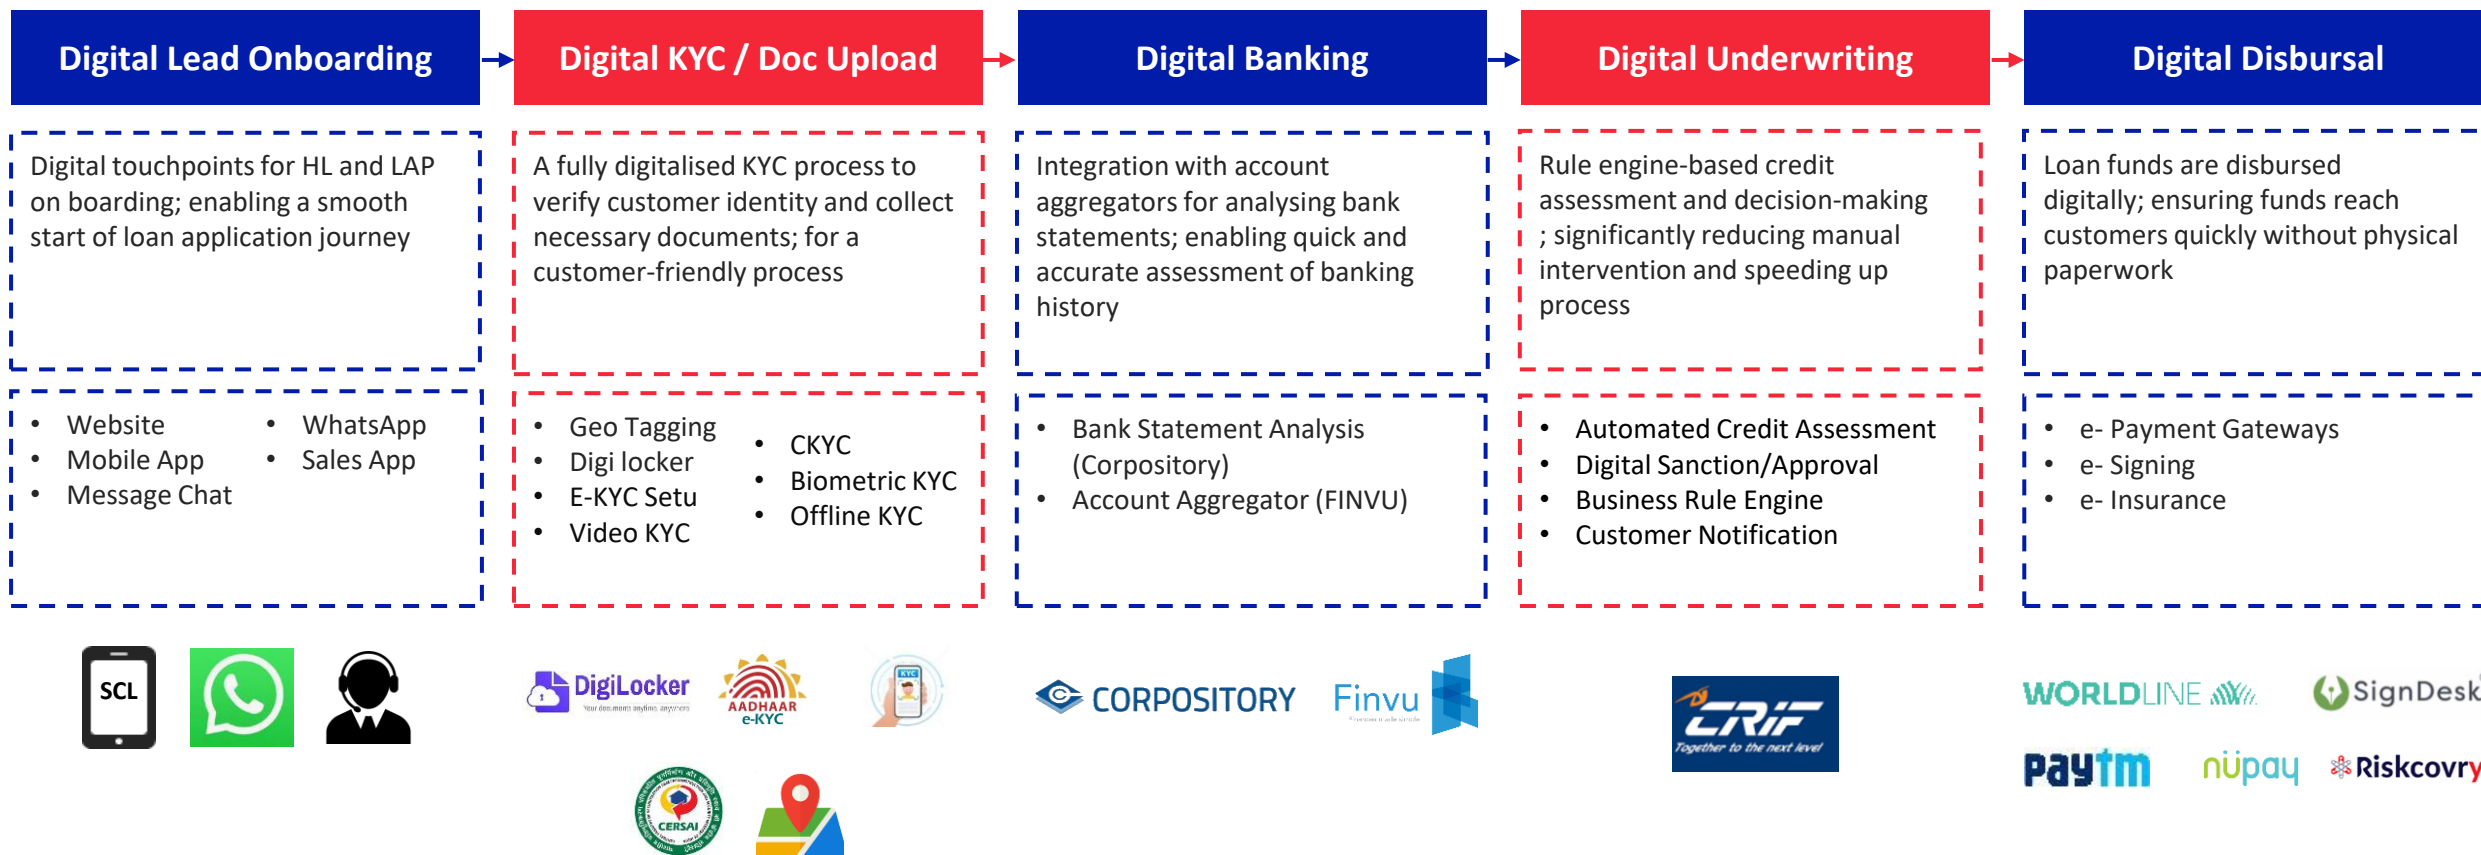 Digital Lead Onboarding
Digital KYC / Doc Upload
Digital Banking
Digital Underwriting
Digital Disbursal
Digital touchpoints for HL and LAP
on boarding; enabling a smooth
start of loan application journey
A fully digitalised KYC process to
verify customer identity and collect
necessary documents; for a
customer-friendly process
Integration with account
aggregators for analysing bank
statements; enabling quick and
accurate assessment of banking
history
Rule engine-based credit
assessment and decision-making
; significantly reducing manual
intervention and speeding up
process
Loan funds are disbursed
digitally; ensuring funds reach
customers quickly without physical
paperwork
• Website
• Mobile App
• Message Chat
• WhatsApp
• Sales App
• Geo Tagging
• Digi locker
• E-KYC Setu
• Video KYC
• CKYC
• Biometric KYC
• Offline KYC
• Bank Statement Analysis
(Corpository)
• Account Aggregator (FINVU)
• Automated Credit Assessment
• Digital Sanction/Approval
• Business Rule Engine
• Customer Notification
• e- Payment Gateways
• e- Signing
• e- Insurance
SCL
DigiLocker
Your documents anytime, anywhere
AADHAAR
e-KYC
KYC
CERSAI
CORPOSITORY
Finvu
CRIF
Together to the next level
WORLDLINE
SignDesk
paytm
nüpay
Riskcovry